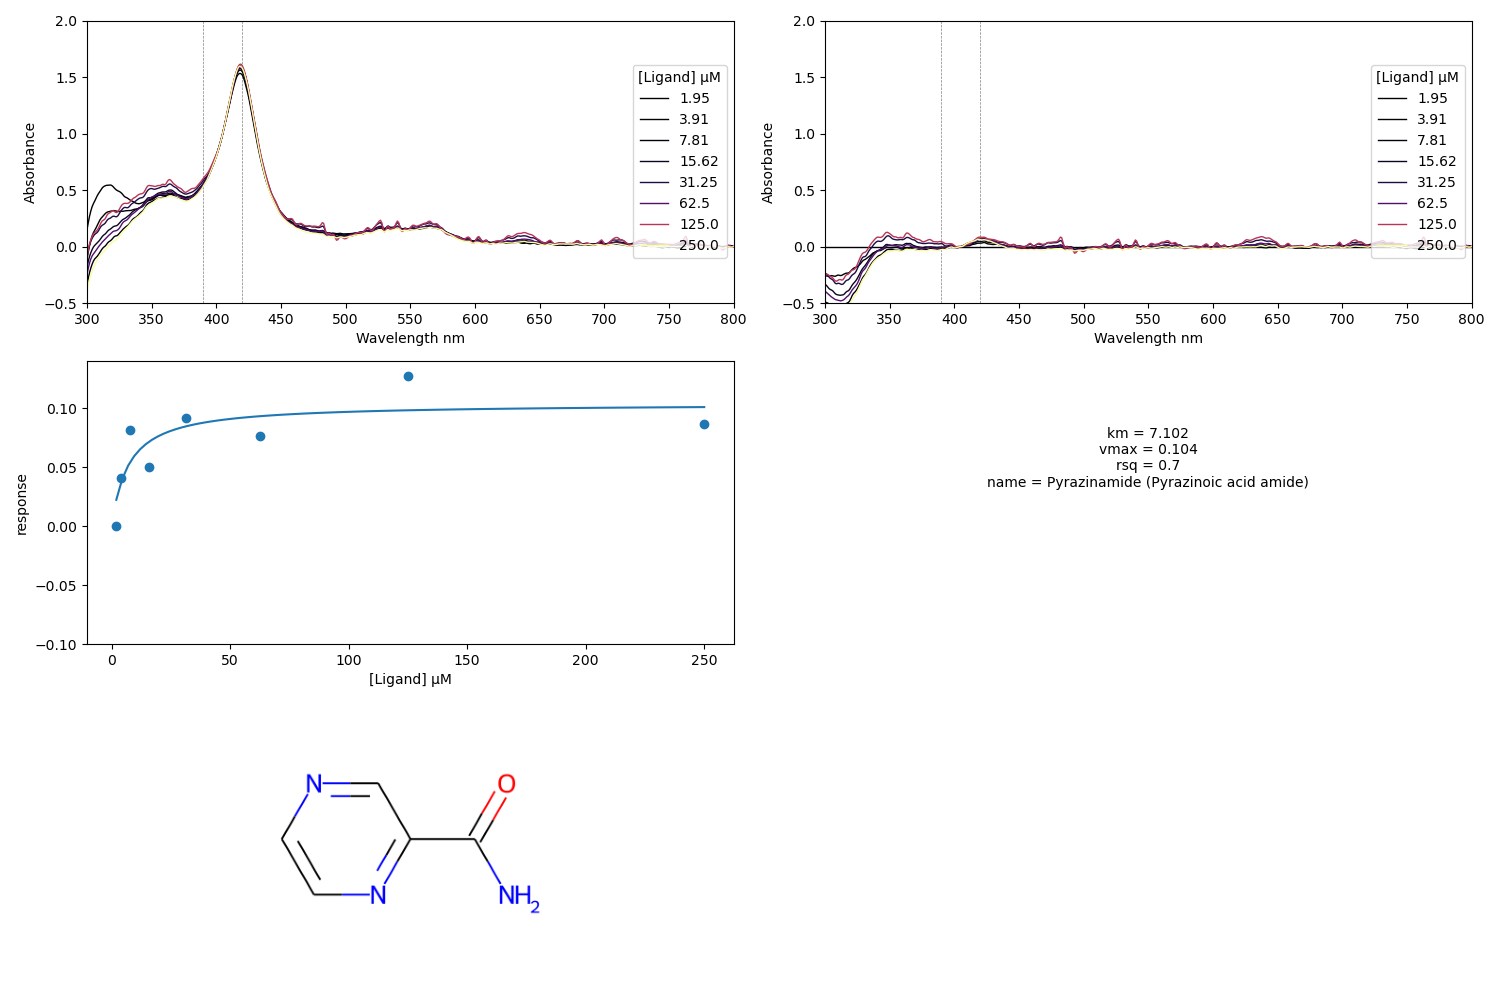 2.0
1.5
1.0
0.5
0.0
−0.5
Absorbance
300 350 400 450 500 550 600 650 700 750 800
Wavelength nm
[Ligand] µM
1.95
3.91
7.81
15.62
31.25
62.5
125.0
250.0
2.0
1.5
1.0
0.5
0.0
−0.5
Absorbance
300 350 400 450 500 550 600 650 700 750 800
Wavelength nm
[Ligand] µM
1.95
3.91
7.81
15.62
31.25
62.5
125.0
250.0
0.10
0.05
0.00
−0.05
−0.10
response
0 50 100 150 200 250
[Ligand] µM
km = 7.102
vmax = 0.104
rsq = 0.7
name = Pyrazinamide (Pyrazinoic acid amide)
N O
N NH2